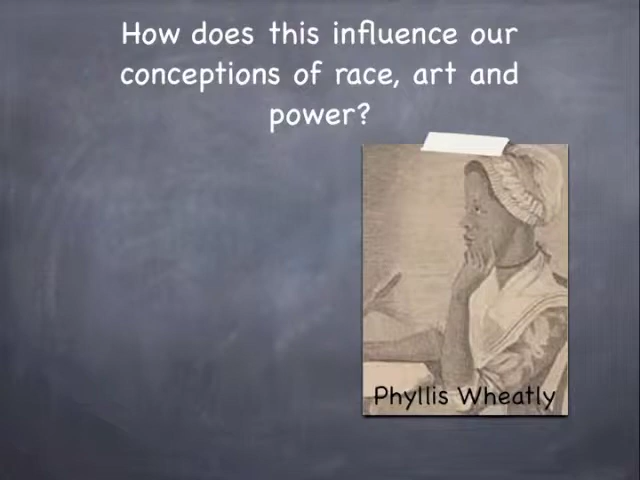 How does this influence our
conceptions of race, art and
power?
Phyllis Wheatly